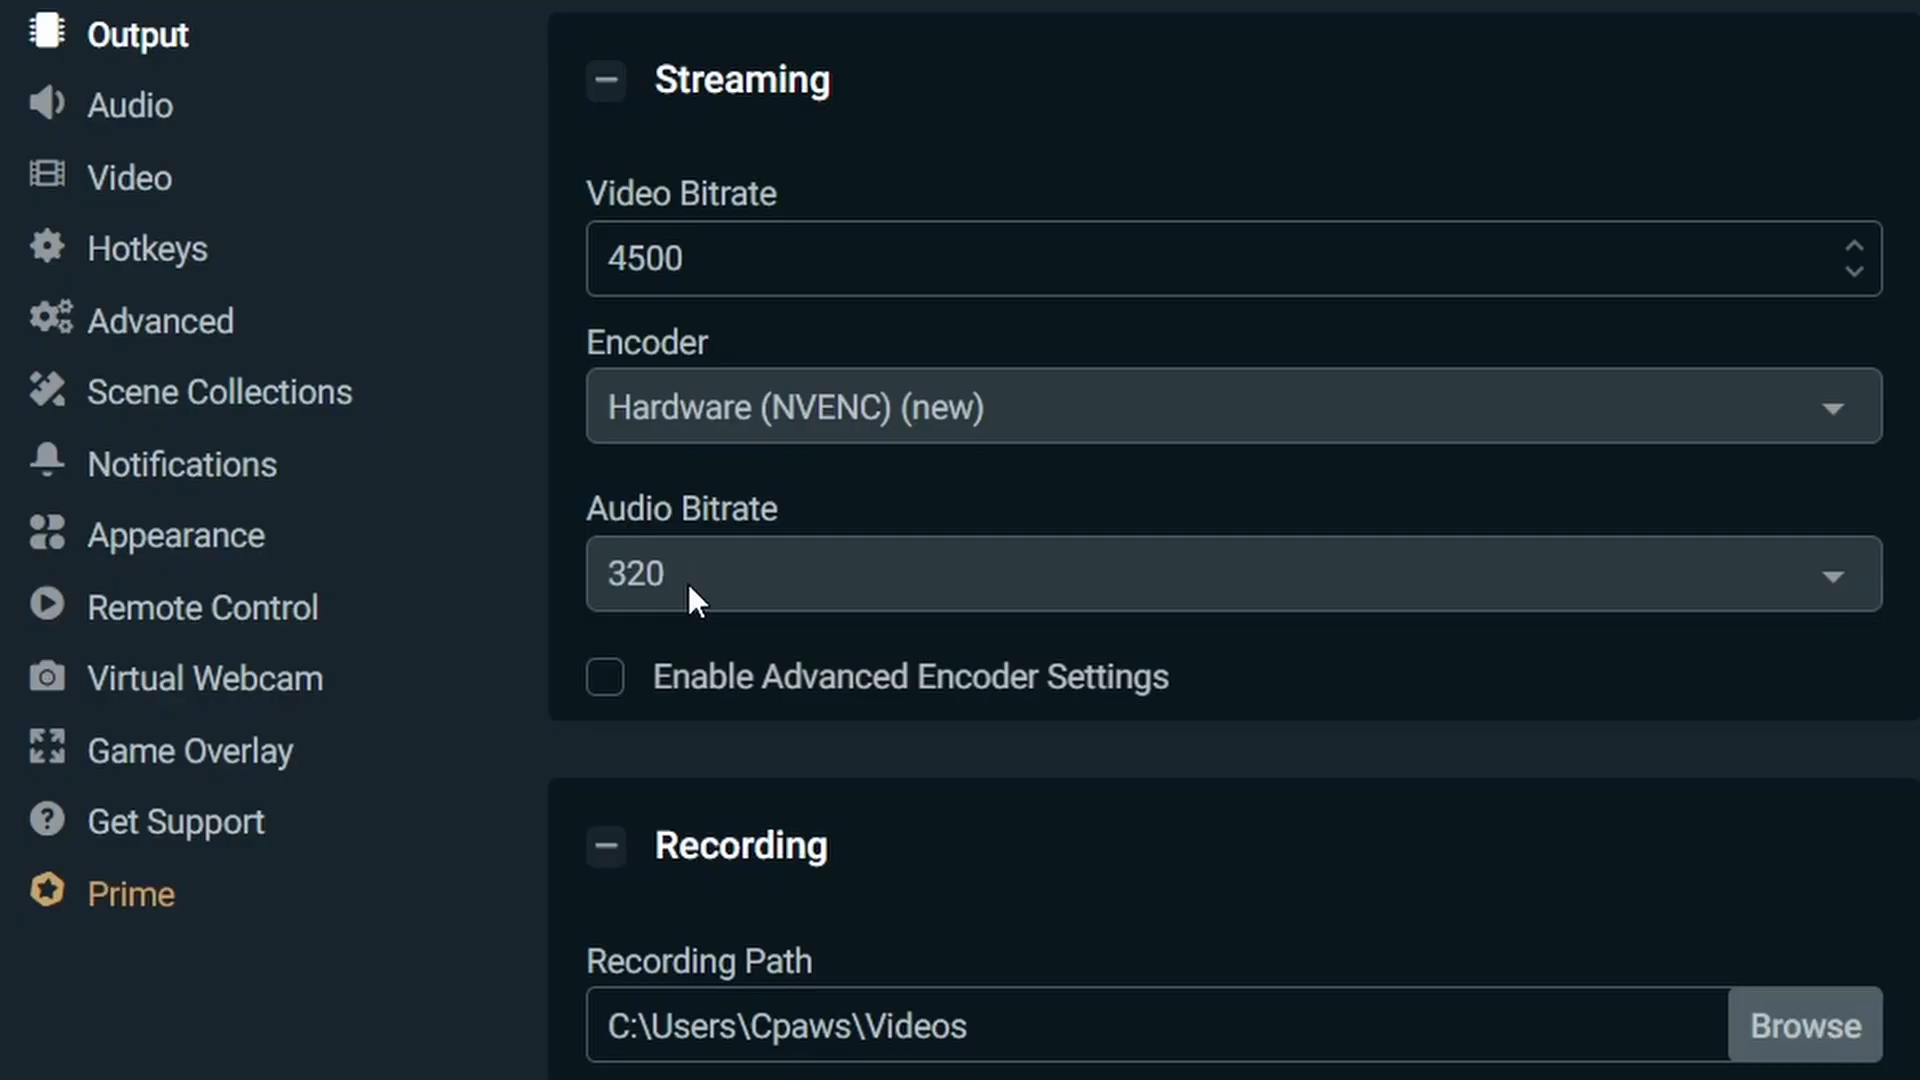 Output
Audio
Video
Hotkeys
Advanced
Scene Collections
Notifications
Appearance
Remote Control
Virtual Webcam
Game Overlay
Get Support
Prime
Streaming
Video Bitrate
4500
Encoder
Hardware (NVENC) (new)
Audio Bitrate
320
Enable Advanced Encoder Settings
Recording
Recording Path
C:\Users\Cpaws\Videos
Browse